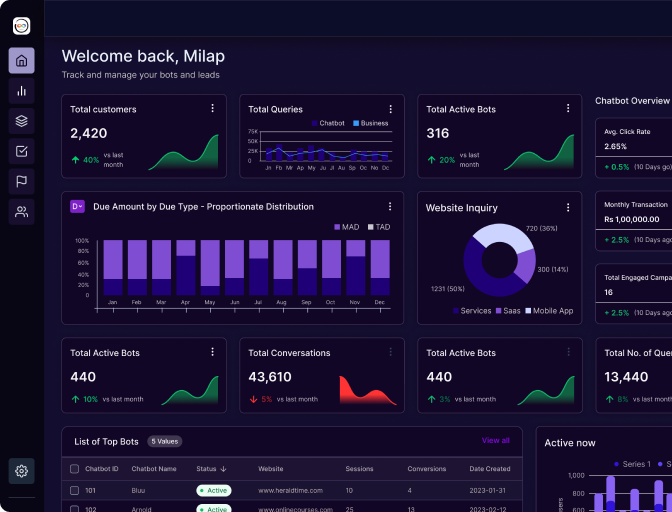 Welcome back, Milap
Track and manage your bots and leads
Total customers
2,420
40% vs last month
Total Queries
Chatbot Business
75K
50K
25K
0
Jn Fb Mr Ap My Ju Jl Au Sp Oc No Dc
Total Active Bots
316
20% vs last month
Chatbot Overview
Avg. Click Rate
2.65%
+ 0.5% (10 Days go)
Monthly Transaction
Rs 1,00,000.00
+ 2.5% (10 Days ago
Total Engaged Campa
16
+ 2.5% (10 Days ago
D
Due Amount by Due Type - Proportionate Distribution
MAD TAD
100%
80%
60%
40%
20%
0
Jan Feb Mar Apr May Jun Jul Aug Sep Oct Nov Dec
Website Inquiry
720 (36%)
300 (14%)
1231 (50%)
Services Saas Mobile App
Total Active Bots
440
10% vs last month
Total Conversations
43,610
5% vs last month
Total Active Bots
440
3% vs last month
Total No. of Quer
13,440
8% vs last mon
List of Top Bots 5 Values View all
Chatbot ID Chatbot Name Status Website Sessions Conversions Date Created
101 Bluu Active www.heraldtime.com 10 4 2023-01-31
102 Arnold Active www.onlinecourses.com 25 13 2023-02-12
Active now
Series 1 S
1,000
800
600
users